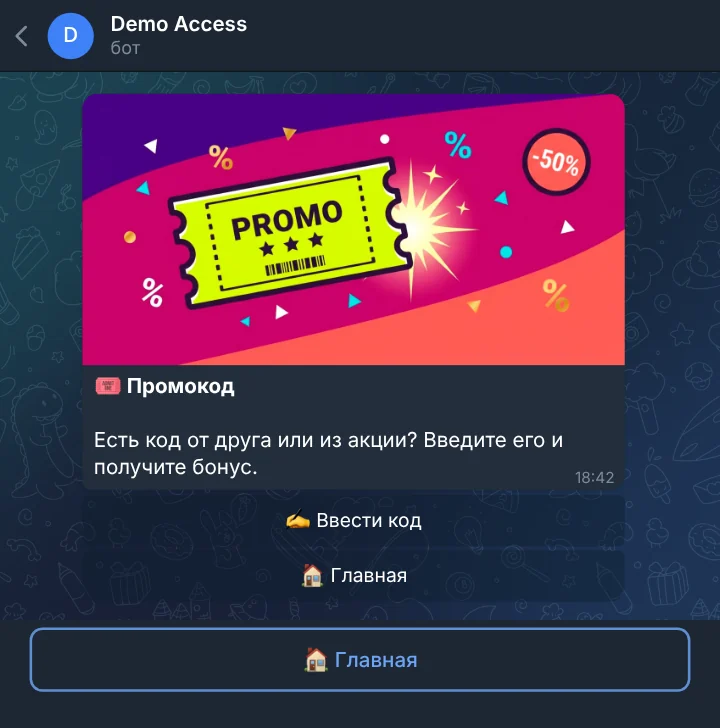 D
Demo Access
бот
-50%
PROMO
🎟️ Промокод
Есть код от друга или из акции? Введите его и
получите бонус.
18:42
✍️ Ввести код
🏠 Главная
🏠 Главная